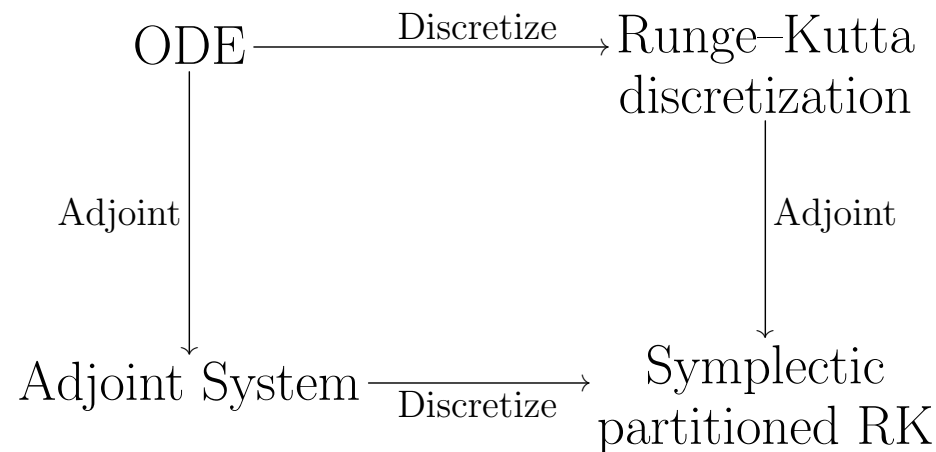 ODE
Discretize
Runge–Kutta
discretization
Adjoint
Adjoint
Adjoint System
Discretize
Symplectic
partitioned RK